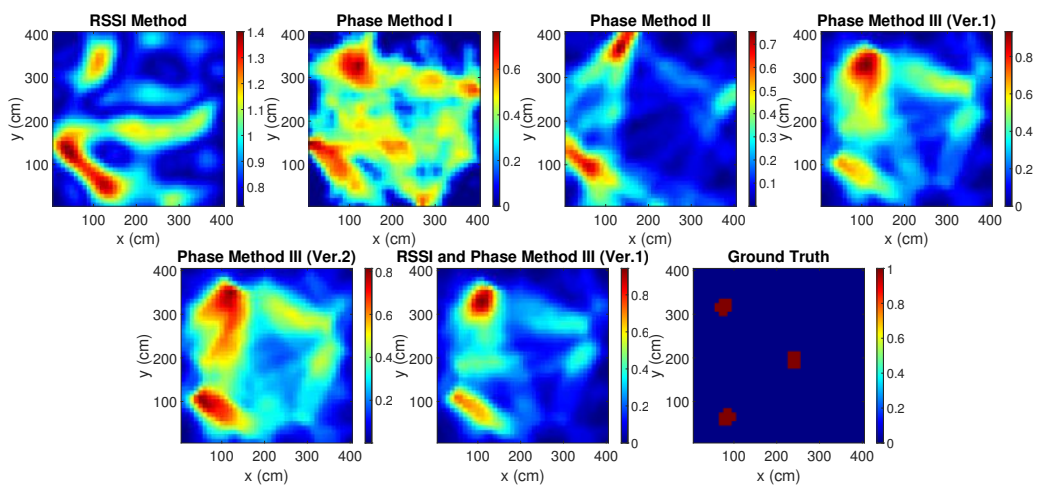 RSSI Method
Phase Method I
Phase Method II
Phase Method III (Ver.1)
400
300
200
100
y (cm)
100 200 300 400
x (cm)
1.4
1.3
1.2
1.1
1
0.9
0.8
400
300
200
100
y (cm)
100 200 300 400
x (cm)
0.6
0.4
0.2
0
400
300
200
100
y (cm)
100 200 300 400
x (cm)
0.7
0.6
0.5
0.4
0.3
0.2
0.1
400
300
200
100
y (cm)
100 200 300 400
x (cm)
0.8
0.6
0.4
0.2
0
Phase Method III (Ver.2)
RSSI and Phase Method III (Ver.1)
Ground Truth
400
300
200
100
y (cm)
100 200 300 400
x (cm)
0.8
0.6
0.4
0.2
400
300
200
100
y (cm)
100 200 300 400
x (cm)
0.8
0.6
0.4
0.2
0
400
300
200
100
y (cm)
100 200 300 400
x (cm)
1
0.8
0.6
0.4
0.2
0